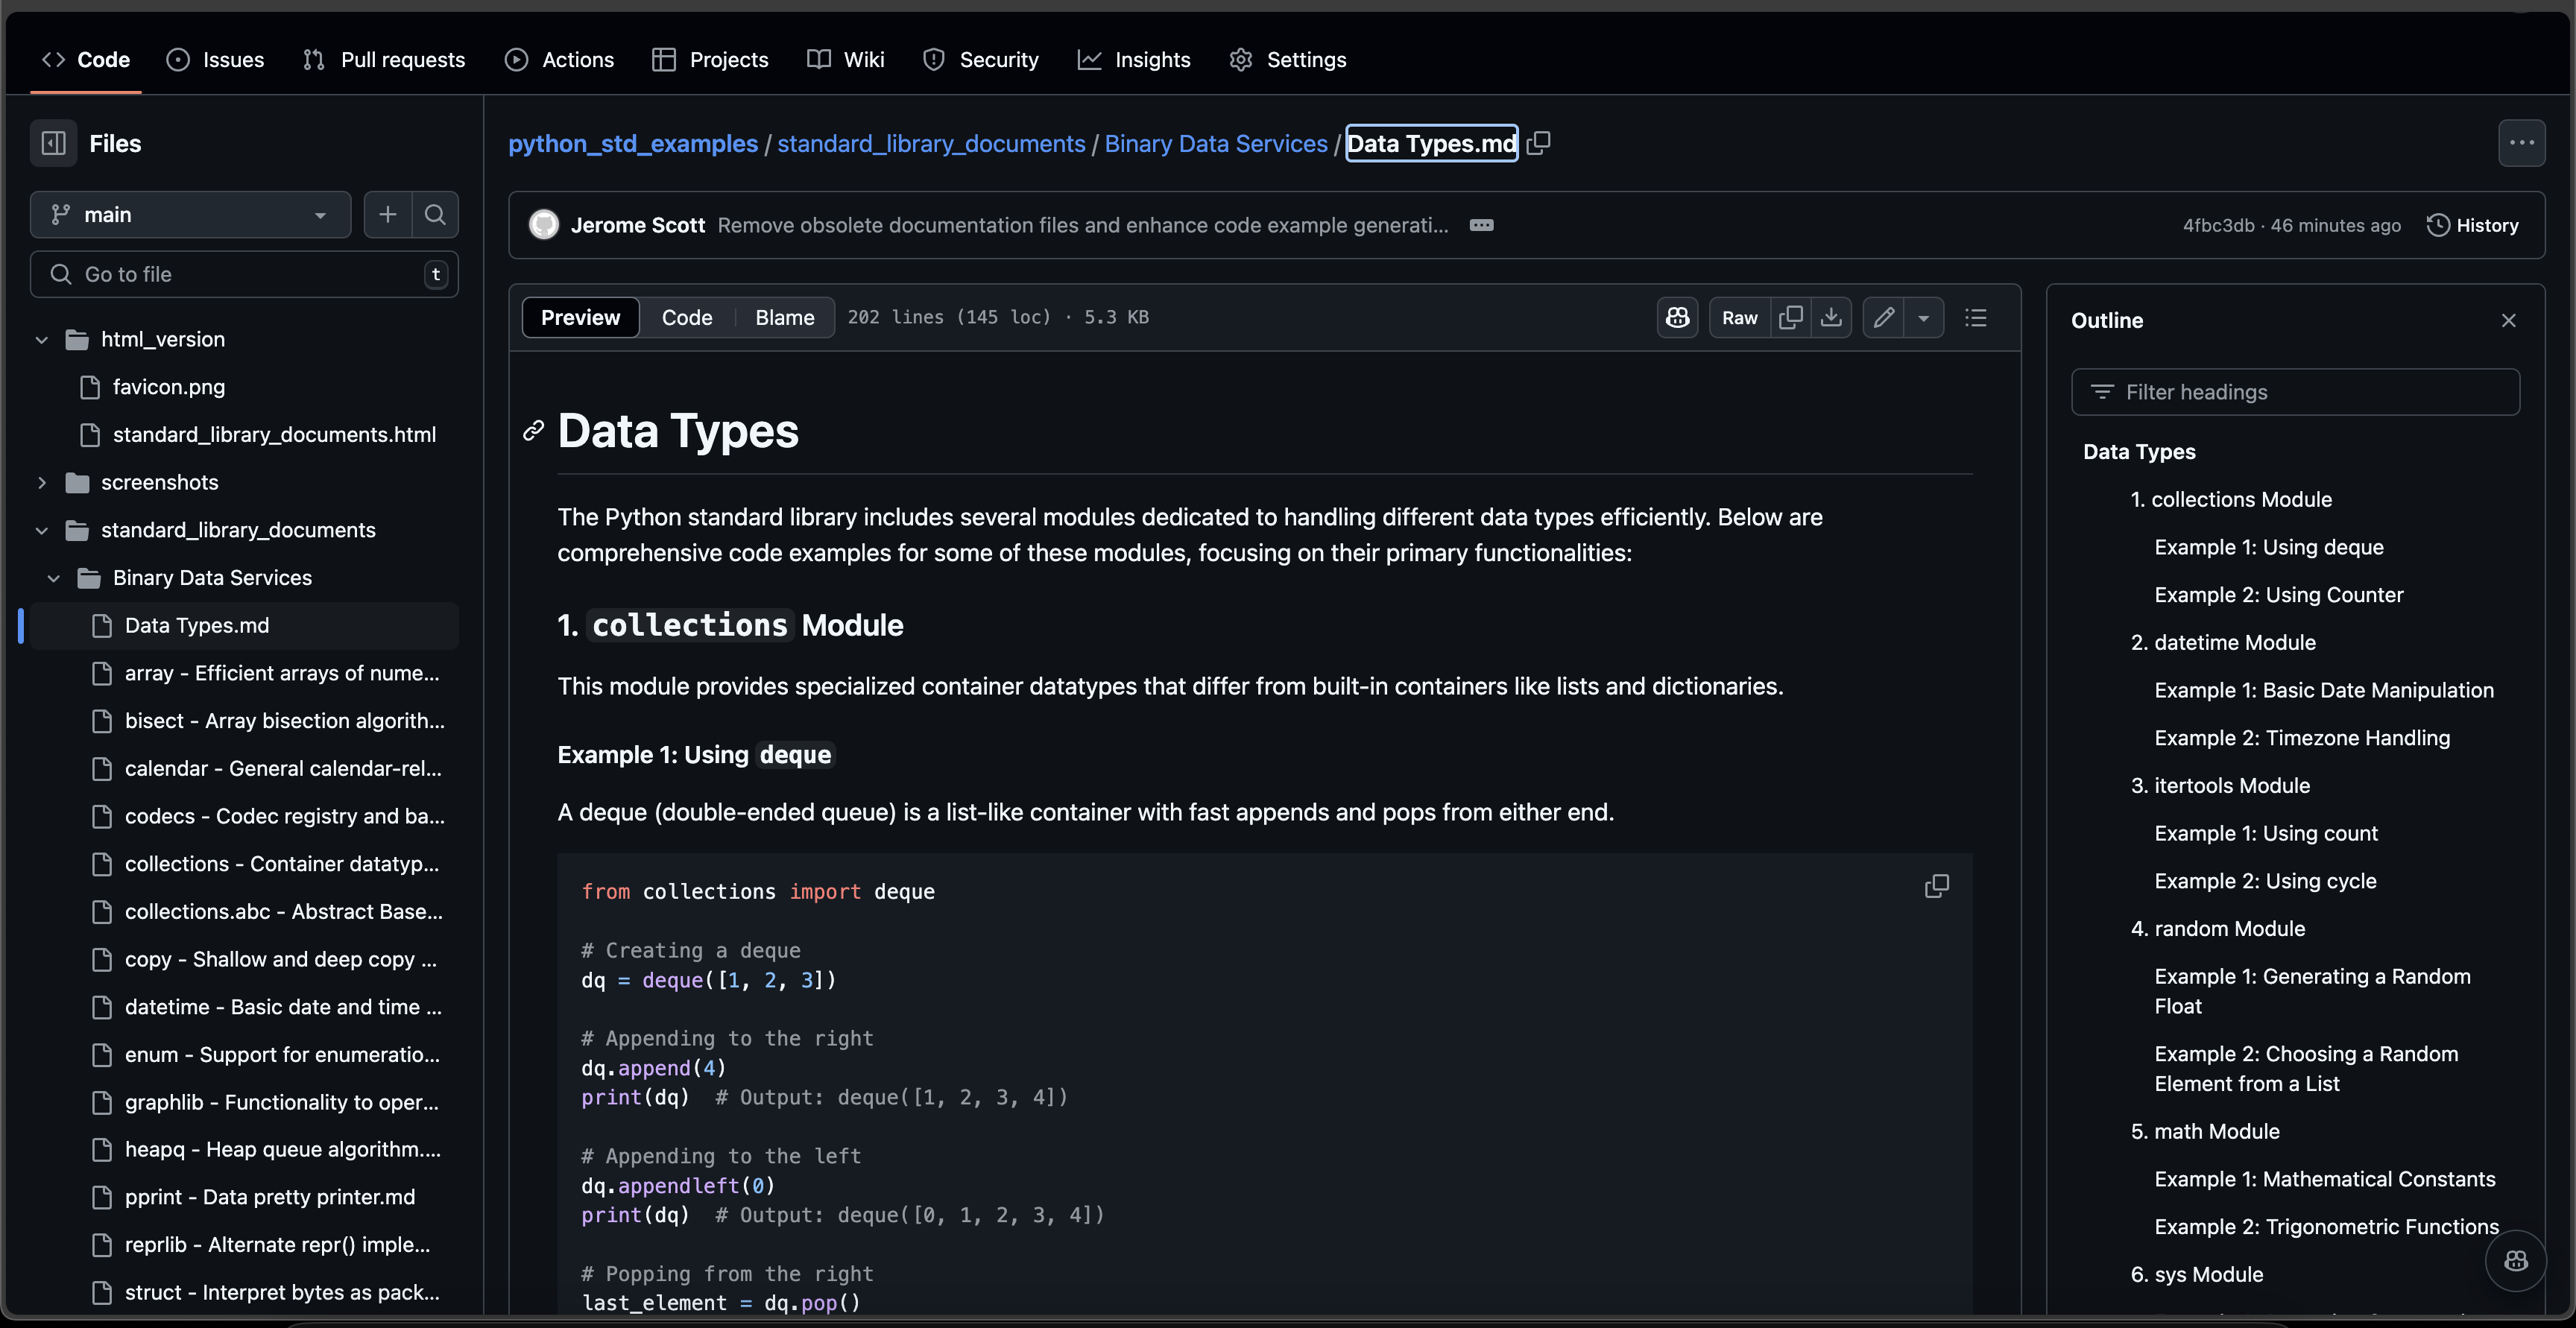 Code Issues Pull requests Actions Projects Wiki Security Insights Settings
Files
main
Go to file t
html_version
favicon.png
standard_library_documents.html
screenshots
standard_library_documents
Binary Data Services
Data Types.md
array - Efficient arrays of nume...
bisect - Array bisection algorith...
calendar - General calendar-rel...
codecs - Codec registry and ba...
collections - Container datatyp...
collections.abc - Abstract Base...
copy - Shallow and deep copy ...
datetime - Basic date and time ...
enum - Support for enumeratio...
graphlib - Functionality to oper...
heapq - Heap queue algorithm....
pprint - Data pretty printer.md
reprlib - Alternate repr() imple...
struct - Interpret bytes as pack...
python_std_examples / standard_library_documents / Binary Data Services / Data Types.md
Jerome Scott Remove obsolete documentation files and enhance code example generati... 4fbc3db · 46 minutes ago History
Preview Code Blame 202 lines (145 loc) · 5.3 KB Raw
Data Types
The Python standard library includes several modules dedicated to handling different data types efficiently. Below are
comprehensive code examples for some of these modules, focusing on their primary functionalities:
1. collections Module
This module provides specialized container datatypes that differ from built-in containers like lists and dictionaries.
Example 1: Using deque
A deque (double-ended queue) is a list-like container with fast appends and pops from either end.
from collections import deque
# Creating a deque
dq = deque([1, 2, 3])
# Appending to the right
dq.append(4)
print(dq)  # Output: deque([1, 2, 3, 4])
# Appending to the left
dq.appendleft(0)
print(dq)  # Output: deque([0, 1, 2, 3, 4])
# Popping from the right
last_element = dq.pop()
Outline
Filter headings
Data Types
1. collections Module
Example 1: Using deque
Example 2: Using Counter
2. datetime Module
Example 1: Basic Date Manipulation
Example 2: Timezone Handling
3. itertools Module
Example 1: Using count
Example 2: Using cycle
4. random Module
Example 1: Generating a Random
Float
Example 2: Choosing a Random
Element from a List
5. math Module
Example 1: Mathematical Constants
Example 2: Trigonometric Functions
6. sys Module